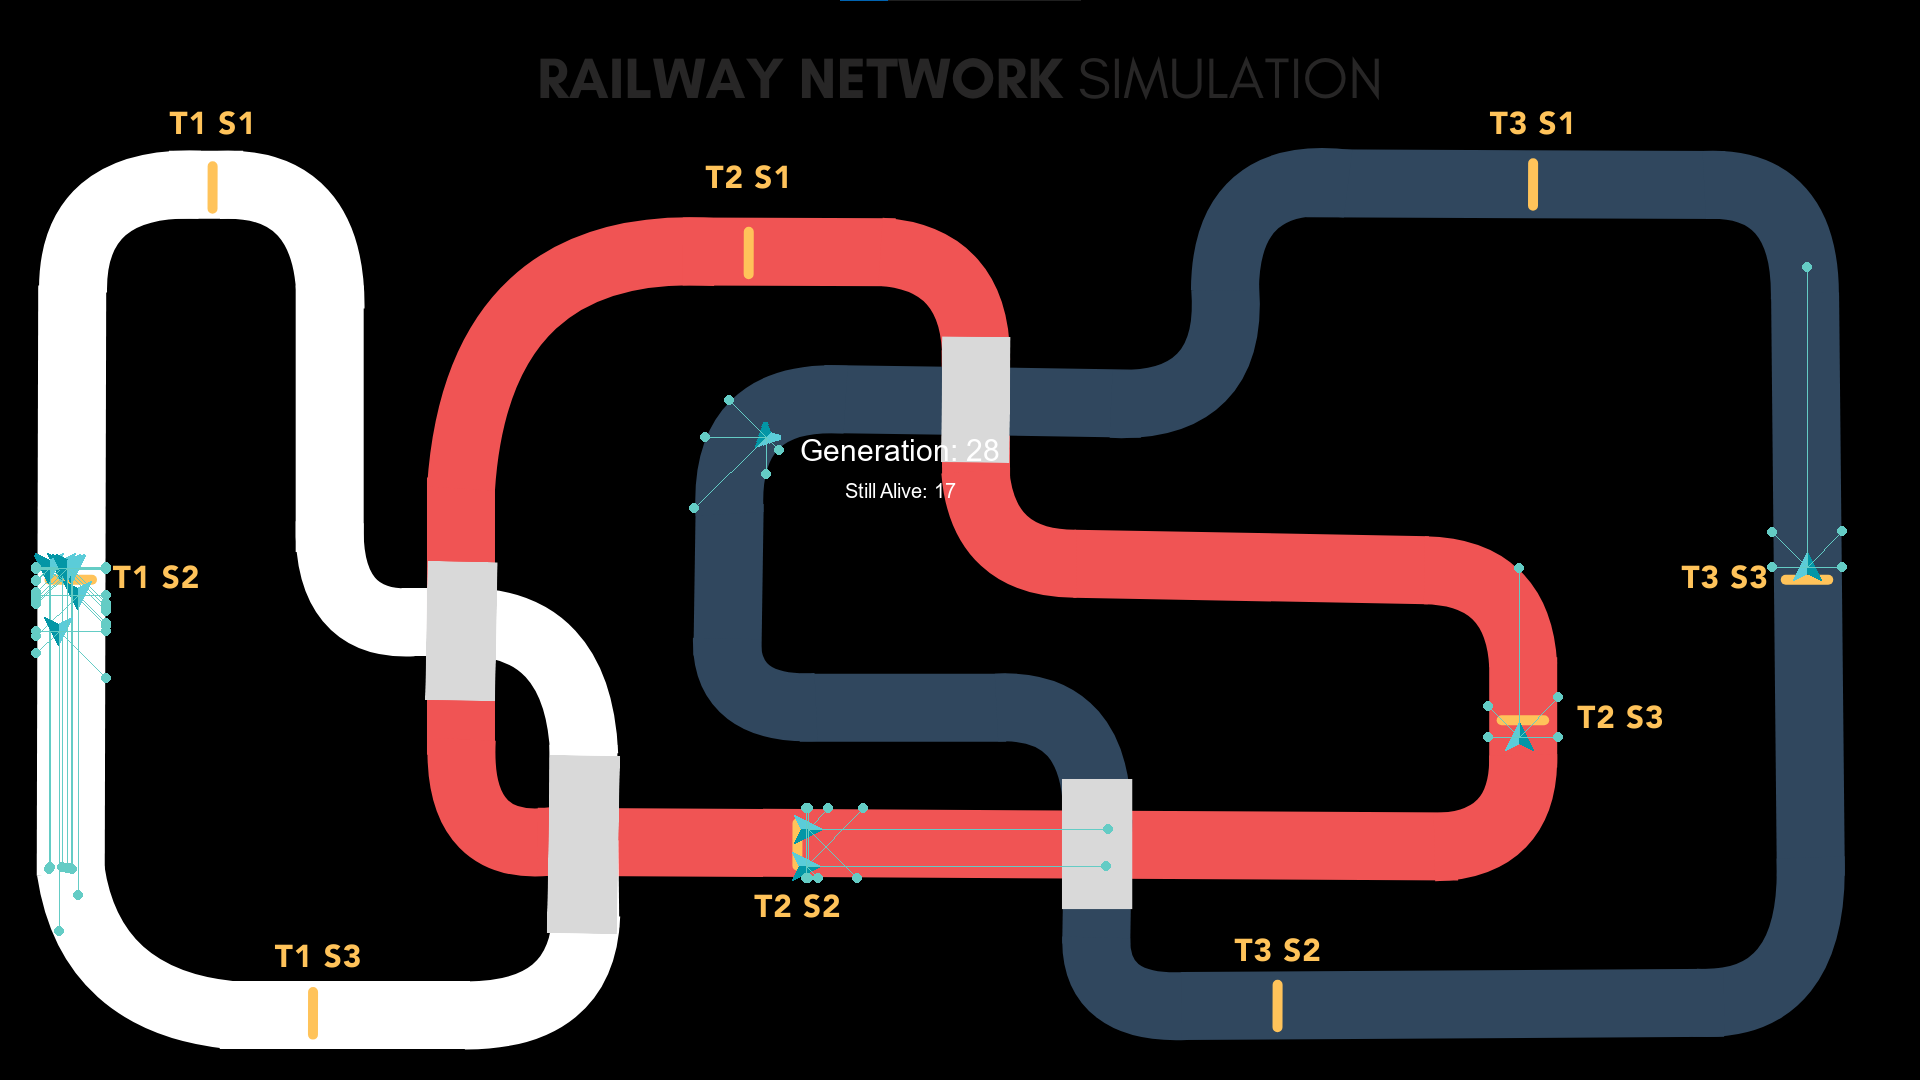 RAILWAY NETWORK SIMULATION
T1 S1
T3 S1
T2 S1
Generation: 28
Still Alive: 17
T1 S2
T3 S3
T2 S3
T2 S2
T1 S3
T3 S2